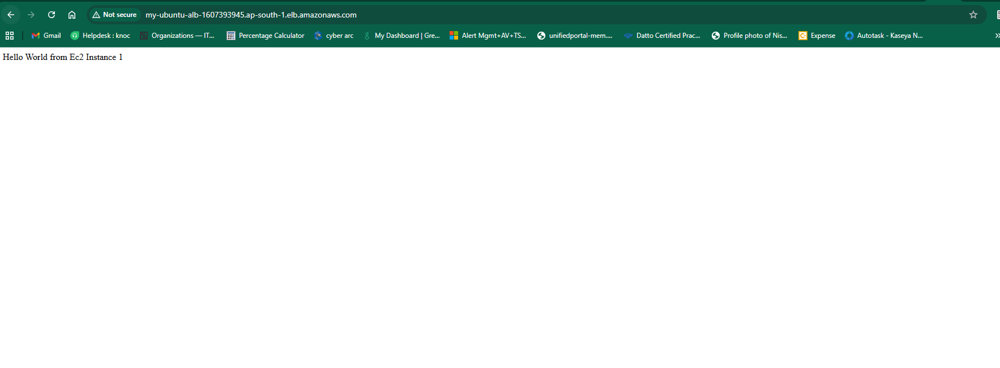 Not secure my-ubuntu-alb-1607393945.ap-south-1.elb.amazonaws.com
Gmail Helpdesk : knoc Organizations — IT... Percentage Calculator cyber arc My Dashboard | Gre... Alert Mgmt+AV+TS... unifiedportal-mem.... Datto Certified Prac... Profile photo of Nis... Expense Autotask - Kaseya N...
Hello World from Ec2 Instance 1